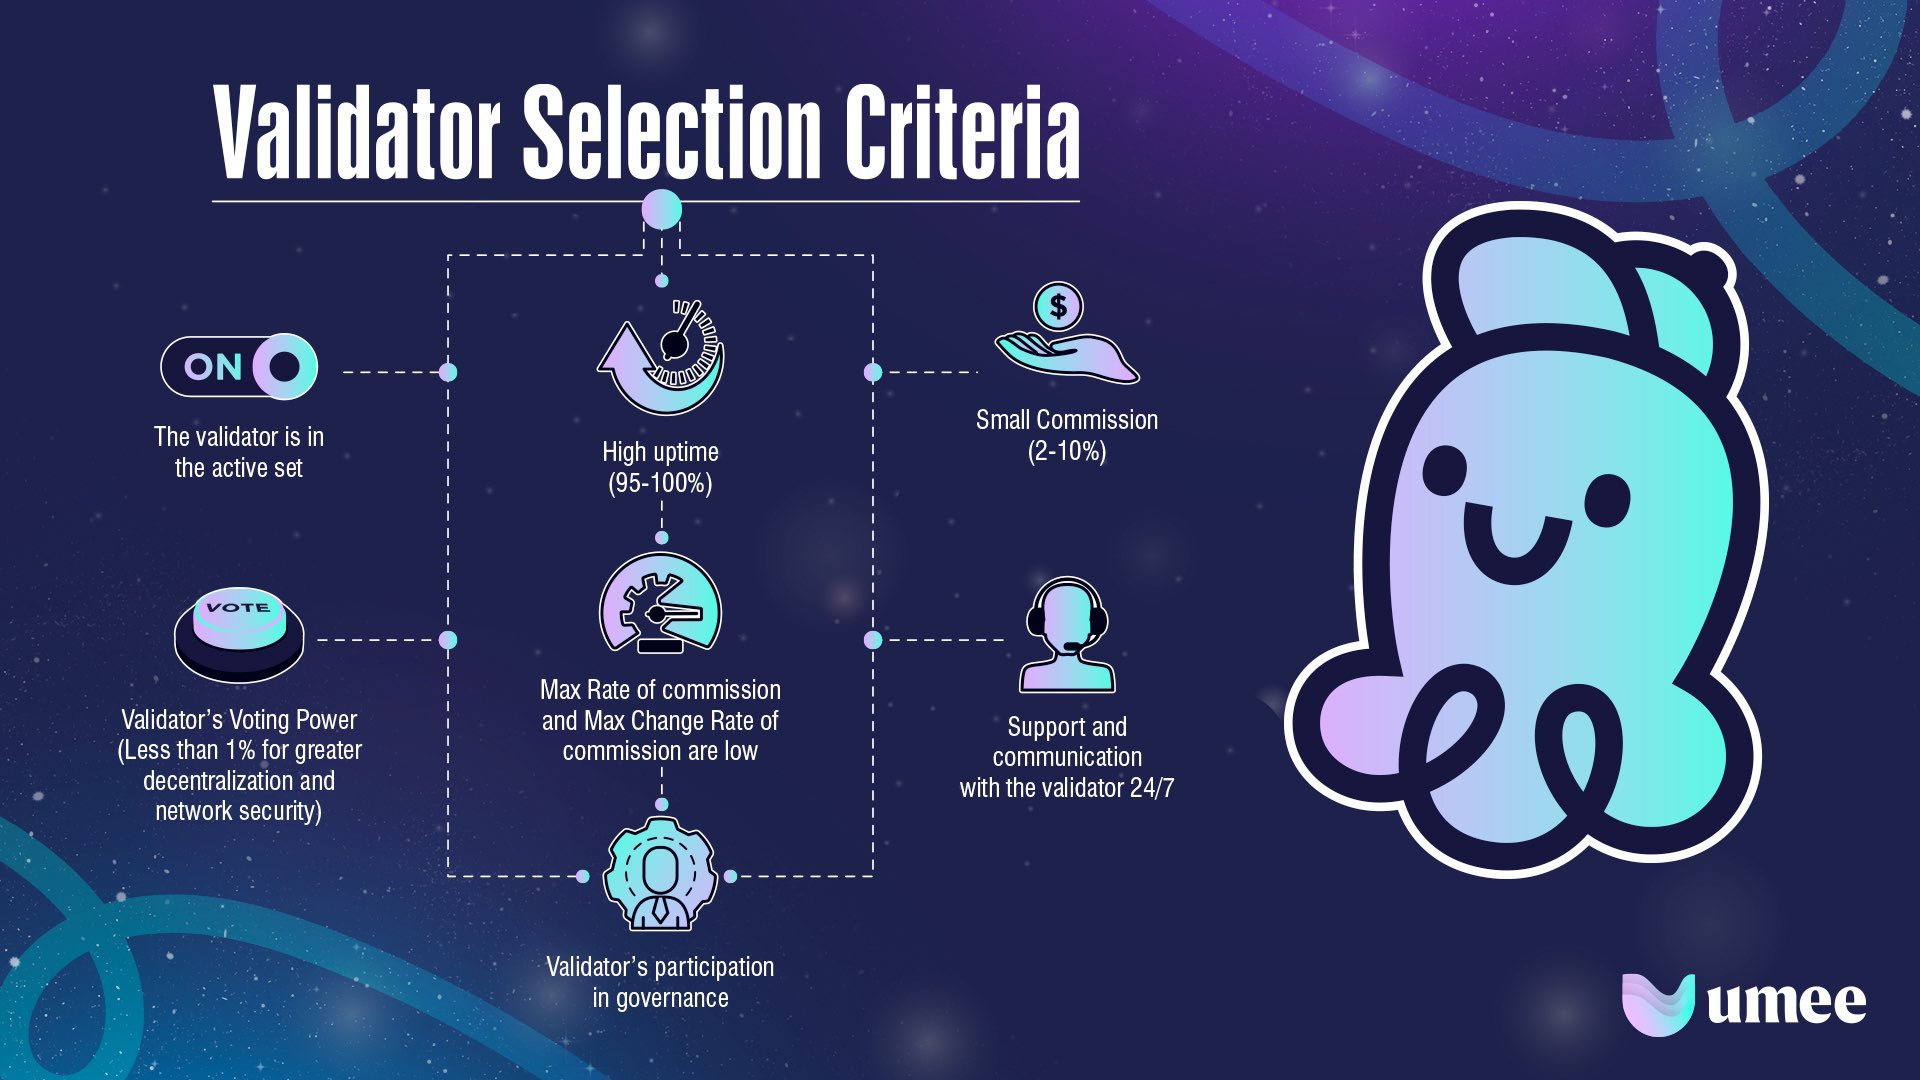 Validator Selection Criteria
ON
The validator is in
the active set
High uptime
(95-100%)
$
Small Commission
(2-10%)
VOTE
Validator’s Voting Power
(Less than 1% for greater
decentralization and
network security)
Max Rate of commission
and Max Change Rate of
commission are low
Support and
communication
with the validator 24/7
Validator’s participation
in governance
umee